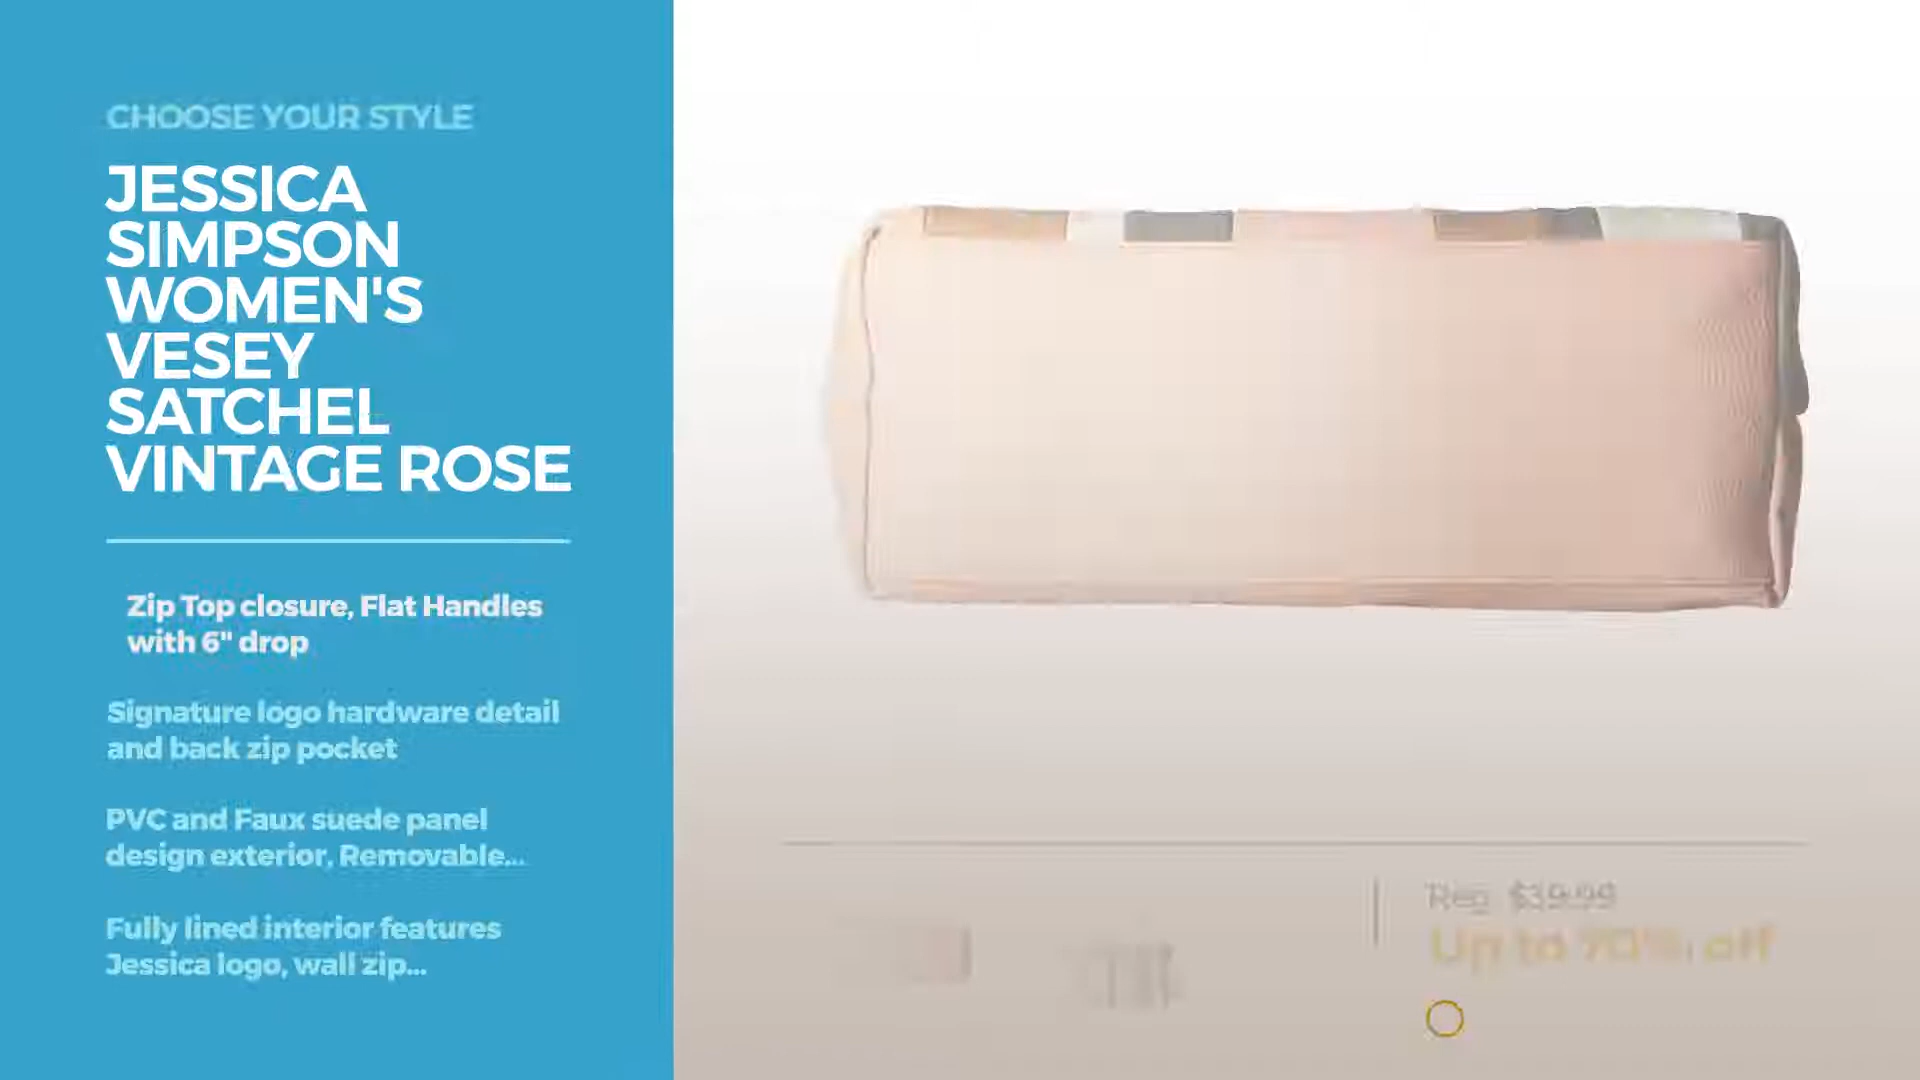 CHOOSE YOUR STYLE
JESSICA
SIMPSON
WOMEN'S
VESEY
SATCHEL
VINTAGE ROSE
Zip Top closure, Flat Handles
with 6" drop
Signature logo hardware detail
and back zip pocket
PVC and Faux suede panel
design exterior, Removable...
Fully lined interior features
Jessica logo, wall zip...
Reg. $39.99
Up to 70% off